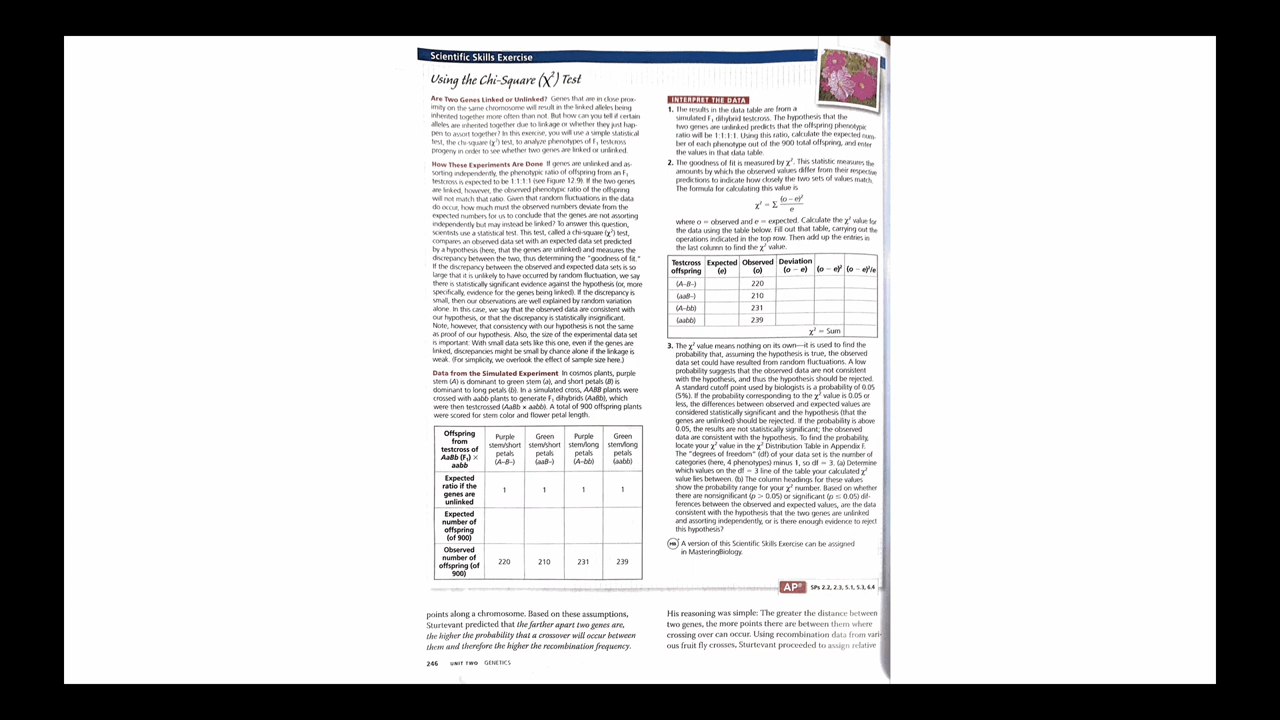 Scientific Skills Exercise
Using the Chi-Square (χ²) Test
Are Two Genes Linked or Unlinked? Genes that are in close prox-
imity on the same chromosome will result in the linked alleles being
inherited together more often than not. But how can you tell if certain
alleles are inherited together due to linkage or whether they just hap-
pen to assort together? In this exercise, you will use a simple statistical
test, the chi-square (χ²) test, to analyze phenotypes of F₁ testcross
progeny in order to see whether two genes are linked or unlinked.
How These Experiments Are Done If genes are unlinked and as-
sorting independently, the phenotypic ratio of offspring from an F₁
testcross is expected to be 1:1:1:1 (see Figure 12.9). If the two genes
are linked, however, the observed phenotypic ratio of the offspring
will not match that ratio. Given that random fluctuations in the data
do occur, how much must the observed numbers deviate from the
expected numbers for us to conclude that the genes are not assorting
independently but may instead be linked? To answer this question,
scientists use a statistical test. This test, called a chi-square (χ²) test,
compares an observed data set with an expected data set predicted
by a hypothesis (here, that the genes are unlinked) and measures the
discrepancy between the two, thus determining the "goodness of fit."
If the discrepancy between the observed and expected data sets is so
large that it is unlikely to have occurred by random fluctuation, we say
there is statistically significant evidence against the hypothesis (or, more
specifically, evidence for the genes being linked). If the discrepancy is
small, then our observations are well explained by random variation
alone. In this case, we say that the observed data are consistent with
our hypothesis, or that the discrepancy is statistically insignificant.
Note, however, that consistency with our hypothesis is not the same
as proof of our hypothesis. Also, the size of the experimental data set
is important: With small data sets like this one, even if the genes are
linked, discrepancies might be small by chance alone if the linkage is
weak. (For simplicity, we overlook the effect of sample size here.)
Data from the Simulated Experiment In cosmos plants, purple
stem (A) is dominant to green stem (a), and short petals (B) is
dominant to long petals (b). In a simulated cross, AABB plants were
crossed with aabb plants to generate F₁ dihybrids (AaBb), which
were then testcrossed (AaBb × aabb). A total of 900 offspring plants
were scored for stem color and flower petal length.
Offspring from testcross of AaBb (F₁) × aabb | Purple stem/short petals (A–B–) | Green stem/short petals (aaB–) | Purple stem/long petals (A–bb) | Green stem/long petals (aabb)
Expected ratio if the genes are unlinked | 1 | 1 | 1 | 1
Expected number of offspring (of 900)
Observed number of offspring (of 900) | 220 | 210 | 231 | 239
INTERPRET THE DATA
1. The results in the data table are from a
simulated F₁ dihybrid testcross. The hypothesis that the
two genes are unlinked predicts that the offspring phenotypic
ratio will be 1:1:1:1. Using this ratio, calculate the expected num-
ber of each phenotype out of the 900 total offspring, and enter
the values in that data table.
2. The goodness of fit is measured by χ². This statistic measures the
amounts by which the observed values differ from their respective
predictions to indicate how closely the two sets of values match.
The formula for calculating this value is
χ² = Σ (o – e)² / e
where o = observed and e = expected. Calculate the χ² value for
the data using the table below. Fill out that table, carrying out the
operations indicated in the top row. Then add up the entries in
the last column to find the χ² value.
Testcross offspring | Expected (e) | Observed (o) | Deviation (o – e) | (o – e)² | (o – e)²/e
(A–B–) 220
(aaB–) 210
(A–bb) 231
(aabb) 239
χ² = Sum
3. The χ² value means nothing on its own—it is used to find the
probability that, assuming the hypothesis is true, the observed
data set could have resulted from random fluctuations. A low
probability suggests that the observed data are not consistent
with the hypothesis, and thus the hypothesis should be rejected.
A standard cutoff point used by biologists is a probability of 0.05
(5%). If the probability corresponding to the χ² value is 0.05 or
less, the differences between observed and expected values are
considered statistically significant and the hypothesis (that the
genes are unlinked) should be rejected. If the probability is above
0.05, the results are not statistically significant; the observed
data are consistent with the hypothesis. To find the probability,
locate your χ² value in the χ² Distribution Table in Appendix F.
The "degrees of freedom" (df) of your data set is the number of
categories (here, 4 phenotypes) minus 1, so df = 3. (a) Determine
which values on the df = 3 line of the table your calculated χ²
value lies between. (b) The column headings for these values
show the probability range for your χ² number. Based on whether
there are nonsignificant (p > 0.05) or significant (p ≤ 0.05) dif-
ferences between the observed and expected values, are the data
consistent with the hypothesis that the two genes are unlinked
and assorting independently, or is there enough evidence to reject
this hypothesis?
MB A version of this Scientific Skills Exercise can be assigned
in MasteringBiology.
AP® SPs 2.2, 2.3, 5.1, 5.3, 6.4
points along a chromosome. Based on these assumptions,
Sturtevant predicted that the farther apart two genes are,
the higher the probability that a crossover will occur between
them and therefore the higher the recombination frequency.
His reasoning was simple: The greater the distance between
two genes, the more points there are between them where
crossing over can occur. Using recombination data from vari-
ous fruit fly crosses, Sturtevant proceeded to assign relative
246 UNIT TWO GENETICS